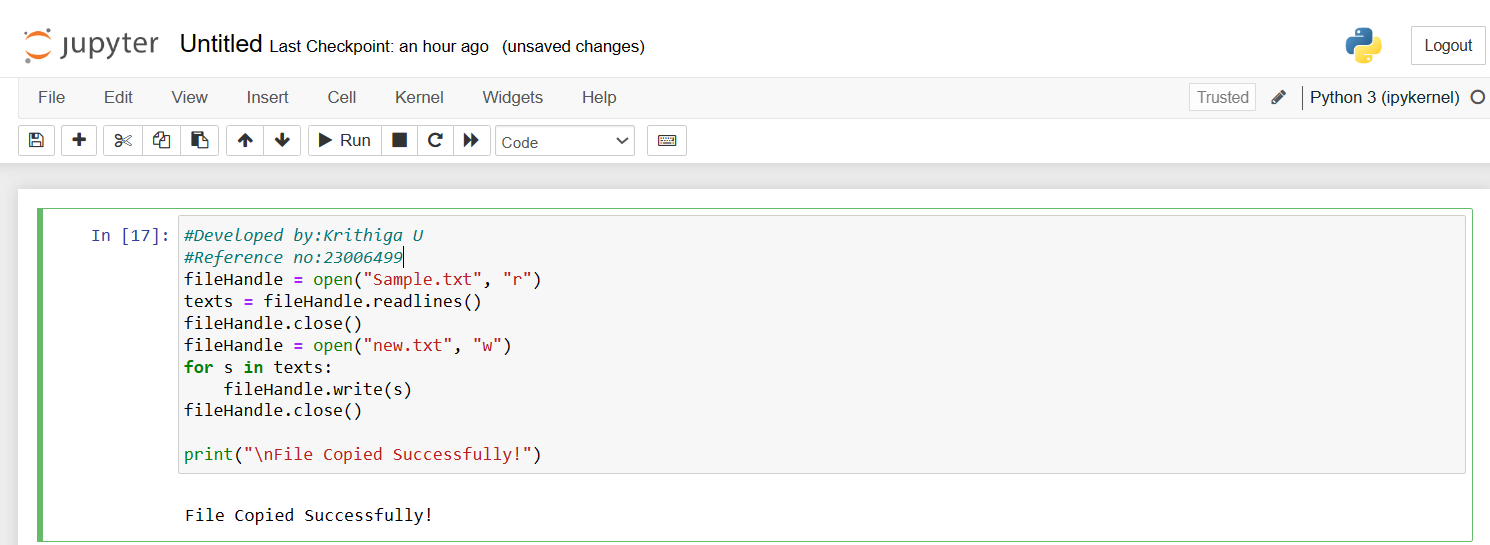 jupyter Untitled Last Checkpoint: an hour ago (unsaved changes) Logout
File Edit View Insert Cell Kernel Widgets Help Trusted Python 3 (ipykernel)
Run Code
In [17]: #Developed by:Krithiga U
#Reference no:23006499
fileHandle = open("Sample.txt", "r")
texts = fileHandle.readlines()
fileHandle.close()
fileHandle = open("new.txt", "w")
for s in texts:
    fileHandle.write(s)
fileHandle.close()
print("\nFile Copied Successfully!")
File Copied Successfully!